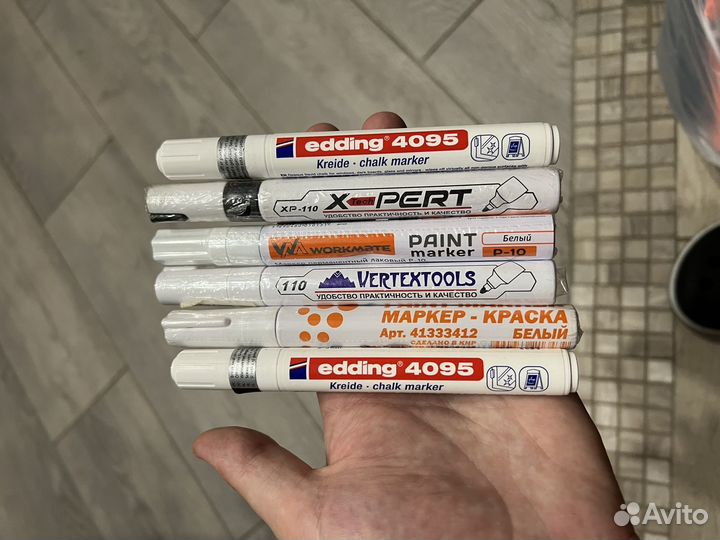 edding® 4095
Kreide · chalk marker
XP-110
X-Tech PERT
УДОБСТВО ПРАКТИЧНОСТЬ И КАЧЕСТВО
WORKMATE
PAINT
marker
Белый
P-10
110
VERTEXTOOLS
УДОБСТВО ПРАКТИЧНОСТЬ И КАЧЕСТВО
МАРКЕР - КРАСКА
Арт. 41333412 БЕЛЫЙ
СДЕЛАНО В КНР
edding® 4095
Kreide · chalk marker
Avito